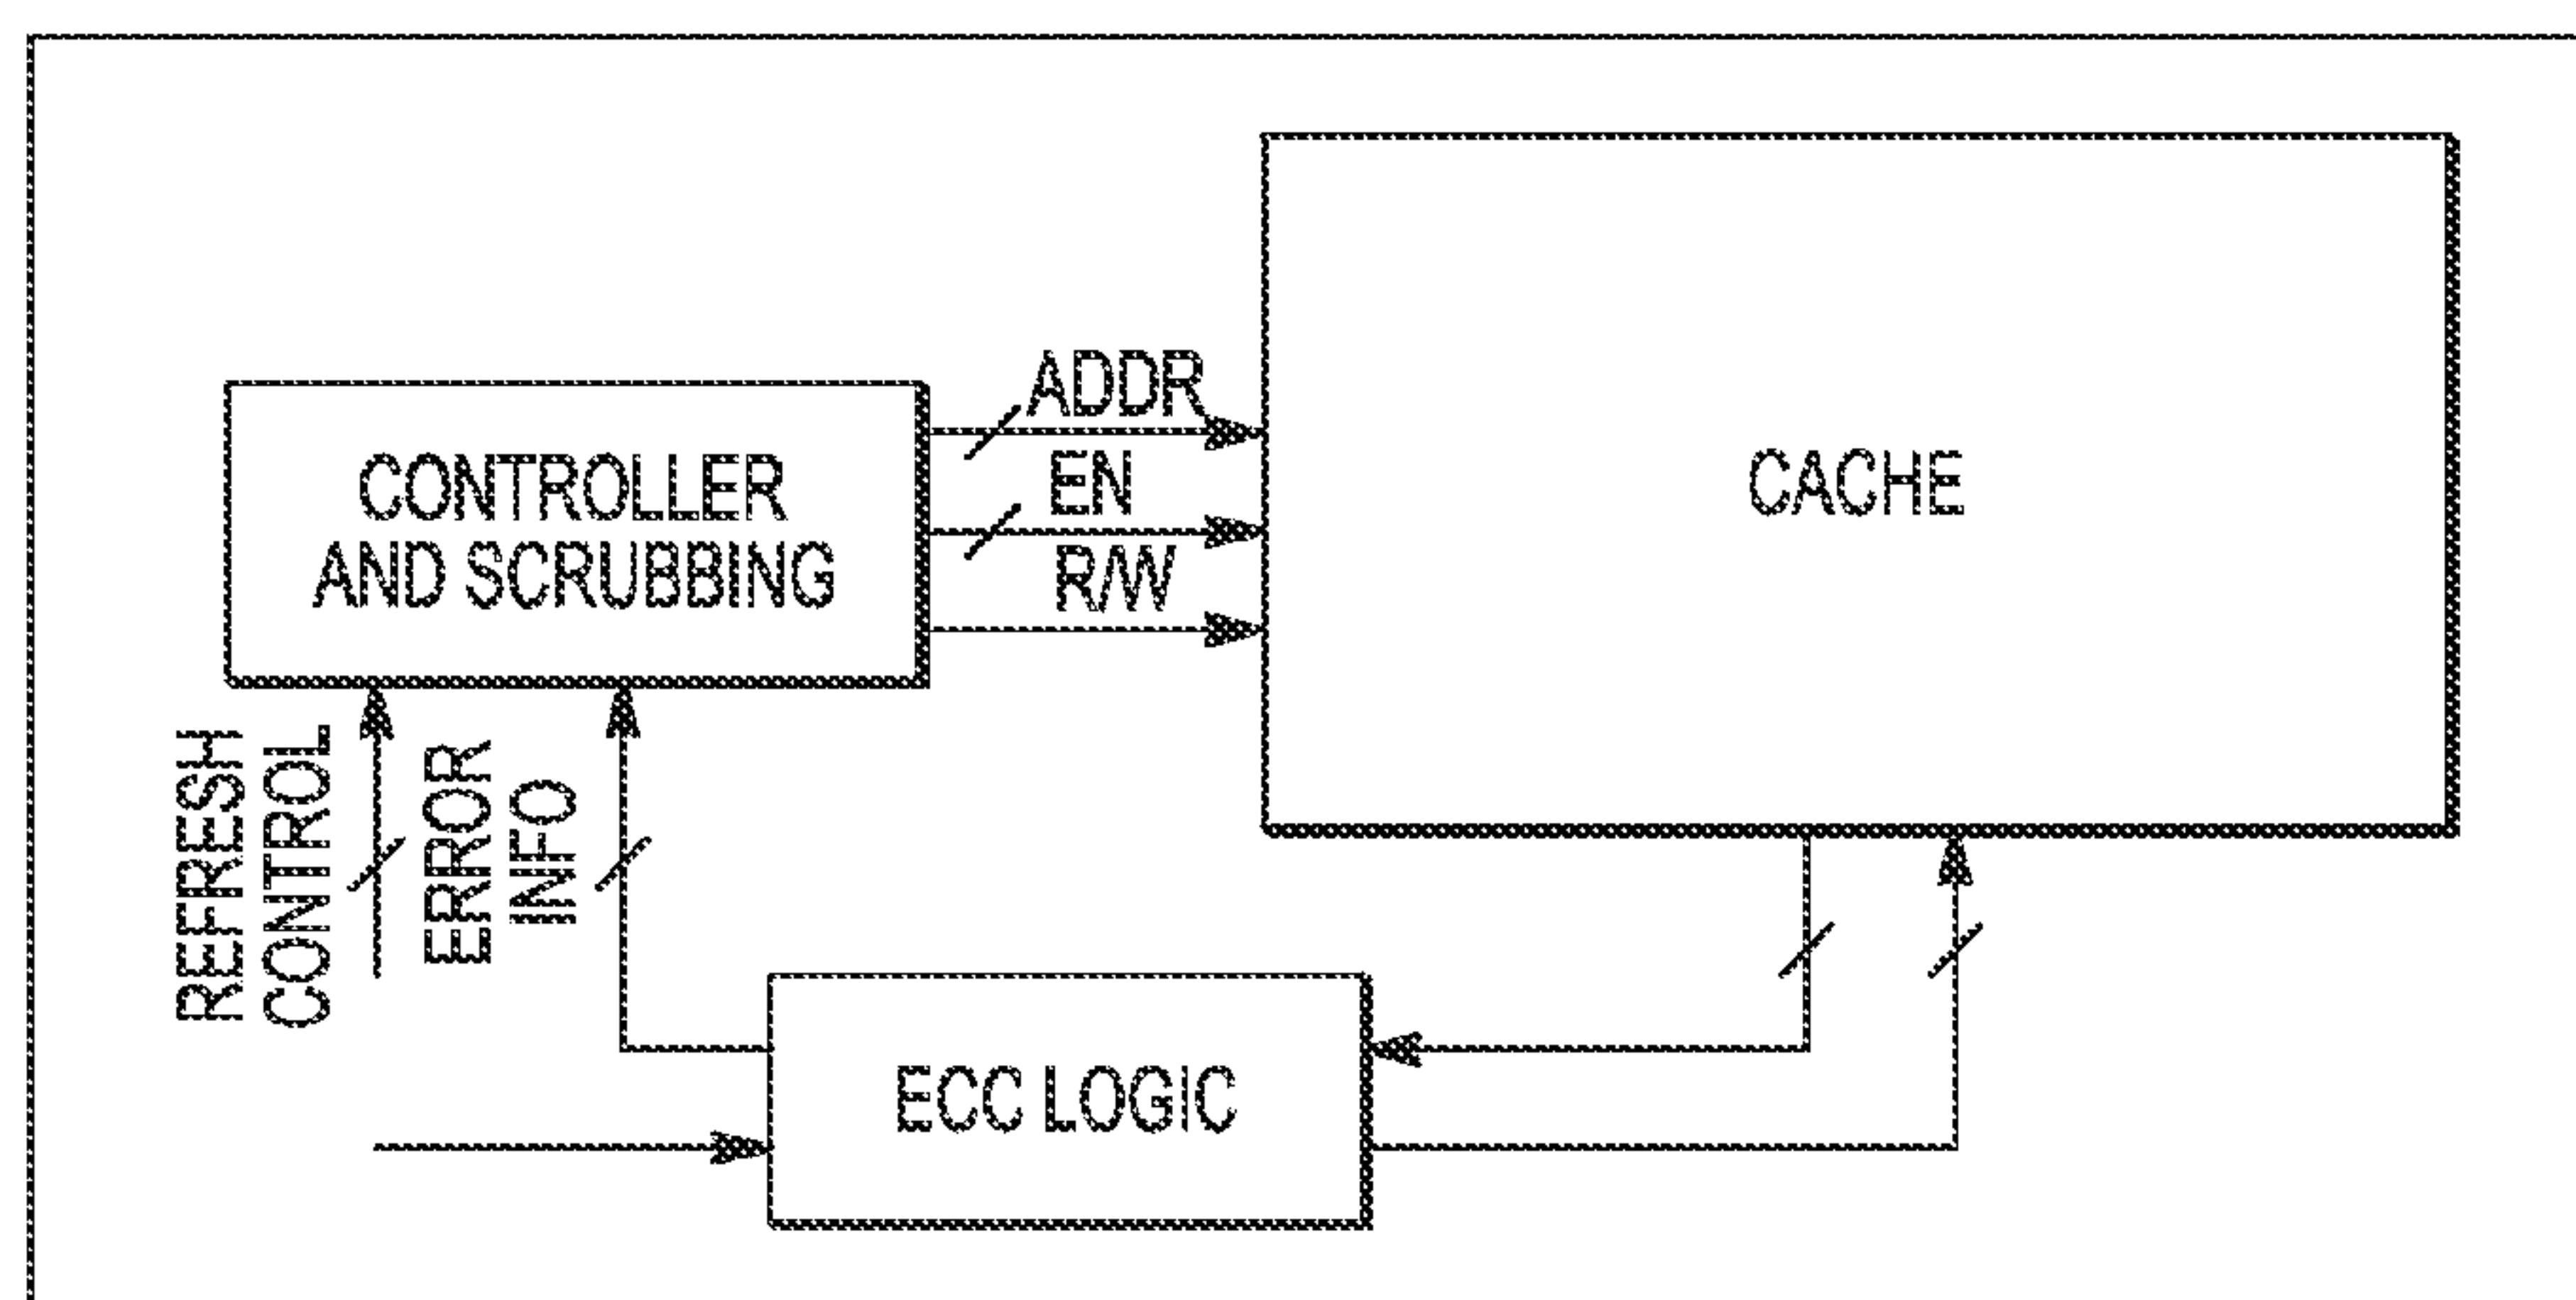 ADDR
CONTROLLER
AND SCRUBBING
EN
R/W
CACHE
REFRESH
CONTROL
ERROR
INFO
ECC LOGIC